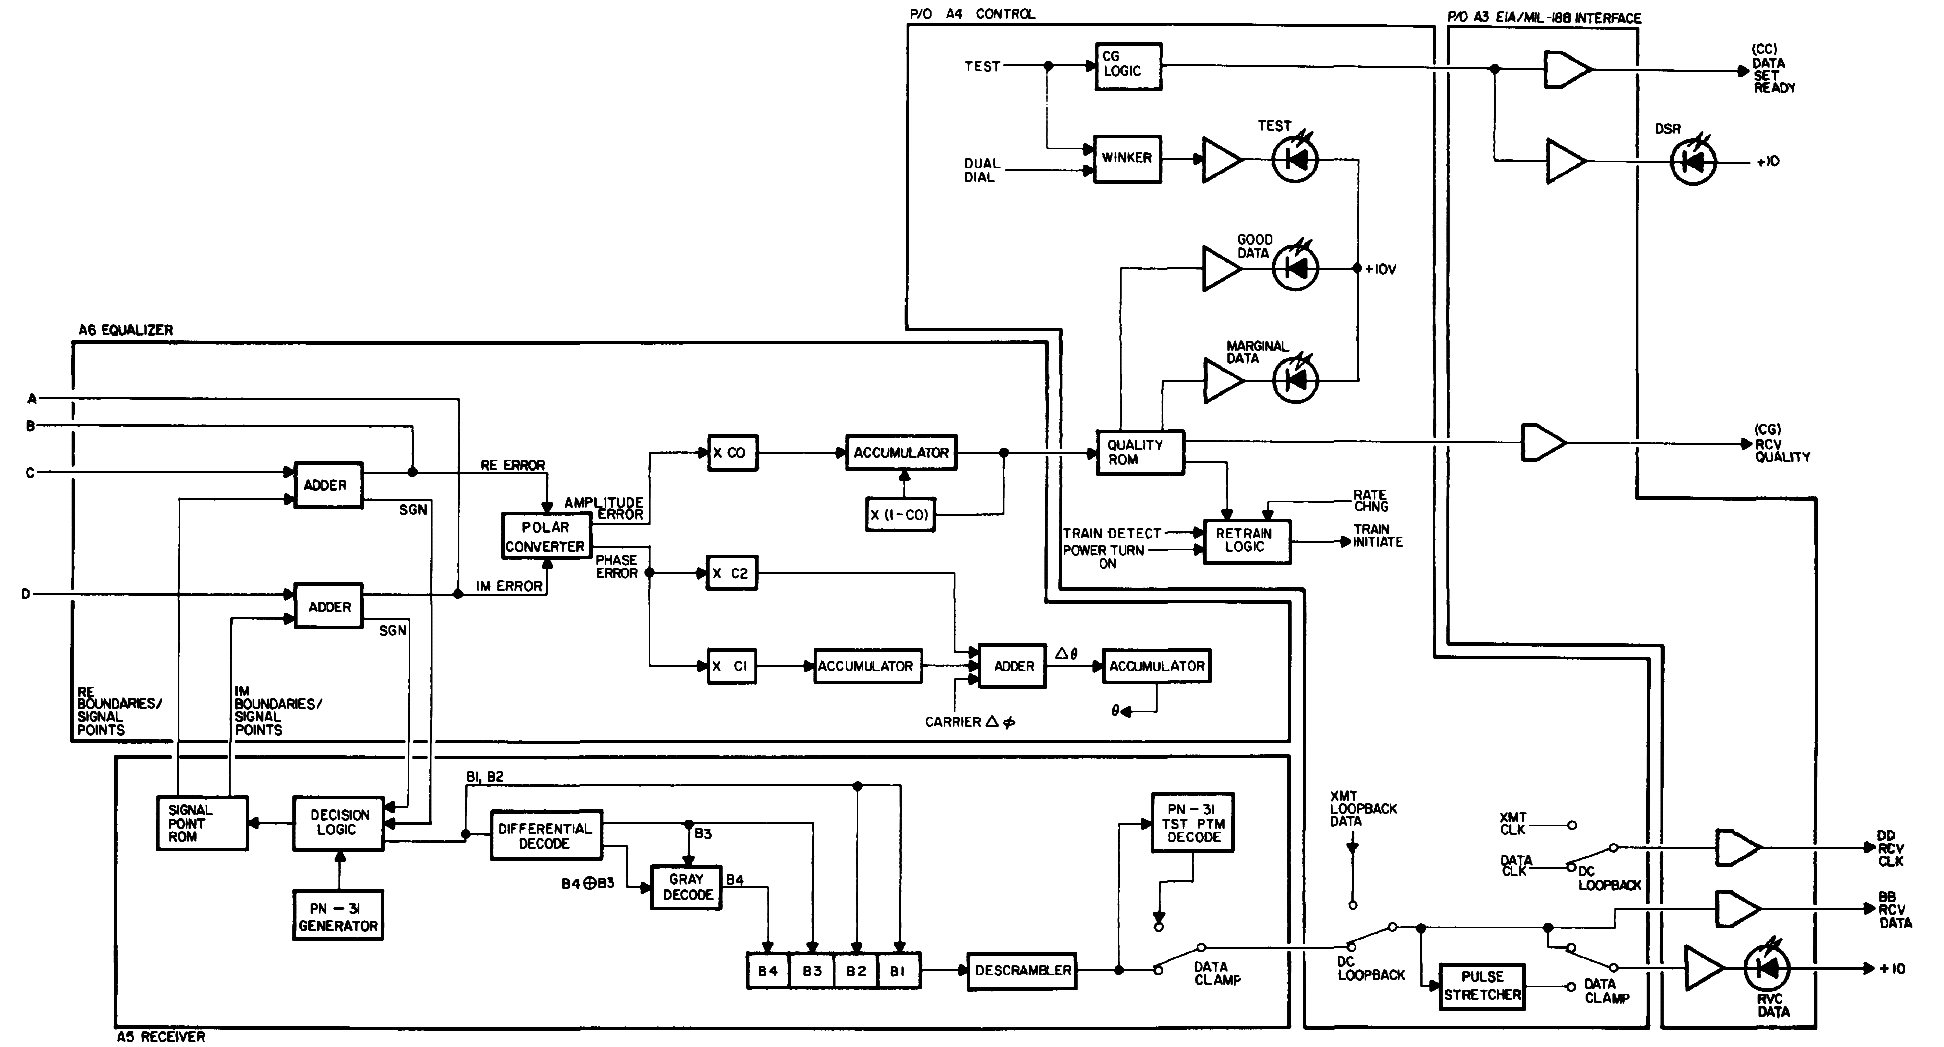 P/O A4 CONTROL
P/O A3 EIA/MIL-188 INTERFACE
TEST
CG
LOGIC
(CC)
DATA
SET
READY
DUAL
DIAL
WINKER
TEST
DSR
+10
GOOD
DATA
+10V
MARGINAL
DATA
A6 EQUALIZER
A
B
C
D
ADDER
RE ERROR
SGN
AMPLITUDE
ERROR
POLAR
CONVERTER
PHASE
ERROR
X CO
ACCUMULATOR
X (1-CO)
QUALITY
ROM
(CG)
RCV
QUALITY
RATE
CHNG
TRAIN DETECT
POWER TURN
ON
RETRAIN
LOGIC
TRAIN
INITIATE
ADDER
IM ERROR
SGN
X C2
X C1
ACCUMULATOR
ADDER
Δθ
ACCUMULATOR
θ
CARRIER Δ ϕ
RE
BOUNDARIES/
SIGNAL
POINTS
IM
BOUNDARIES/
SIGNAL
POINTS
SIGNAL
POINT
ROM
DECISION
LOGIC
PN-31
GENERATOR
B1, B2
DIFFERENTIAL
DECODE
B3
B4⊕B3
GRAY
DECODE
B4
B4
B3
B2
B1
DESCRAMBLER
PN-31
TST PTM
DECODE
DATA
CLAMP
XMT
LOOPBACK
DATA
DC
LOOPBACK
XMT
CLK
DATA
CLK
DC
LOOPBACK
PULSE
STRETCHER
DATA
CLAMP
DD
RCV
CLK
BB
RCV
DATA
+10
RVC
DATA
A5 RECEIVER